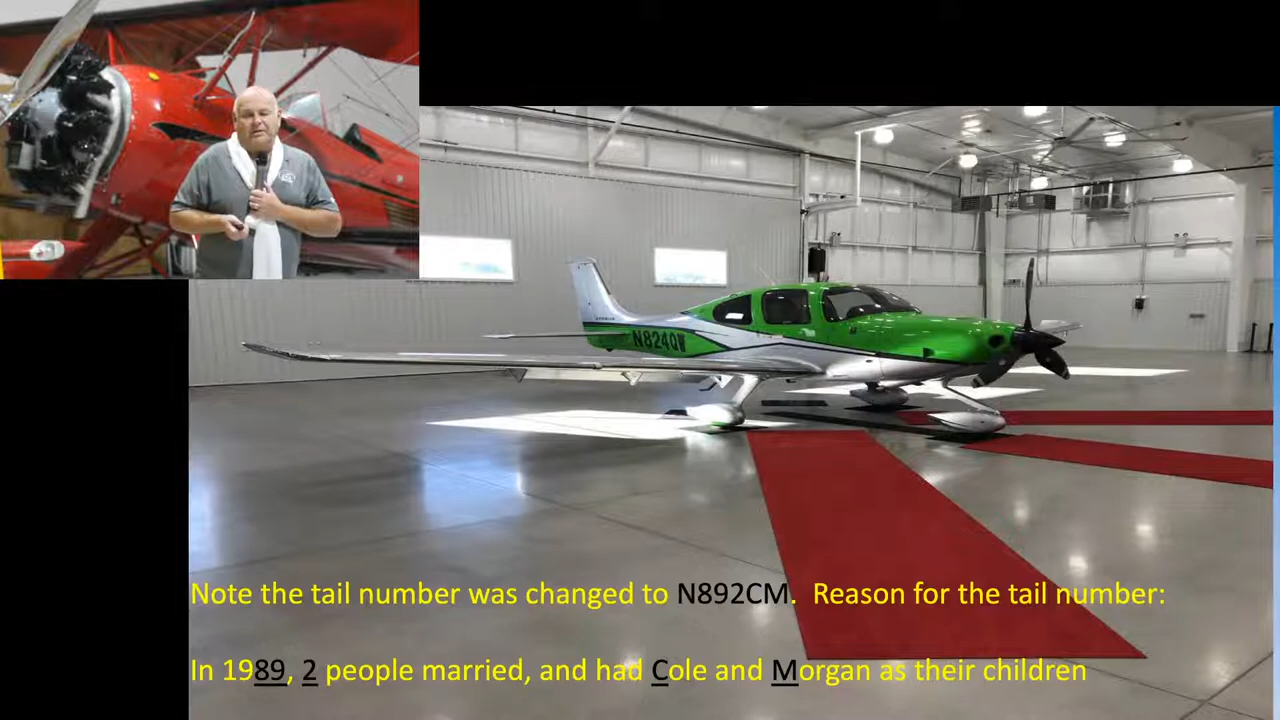 N824QW
Note the tail number was changed to N892CM. Reason for the tail number:
In 1989, 2 people married, and had Cole and Morgan as their children